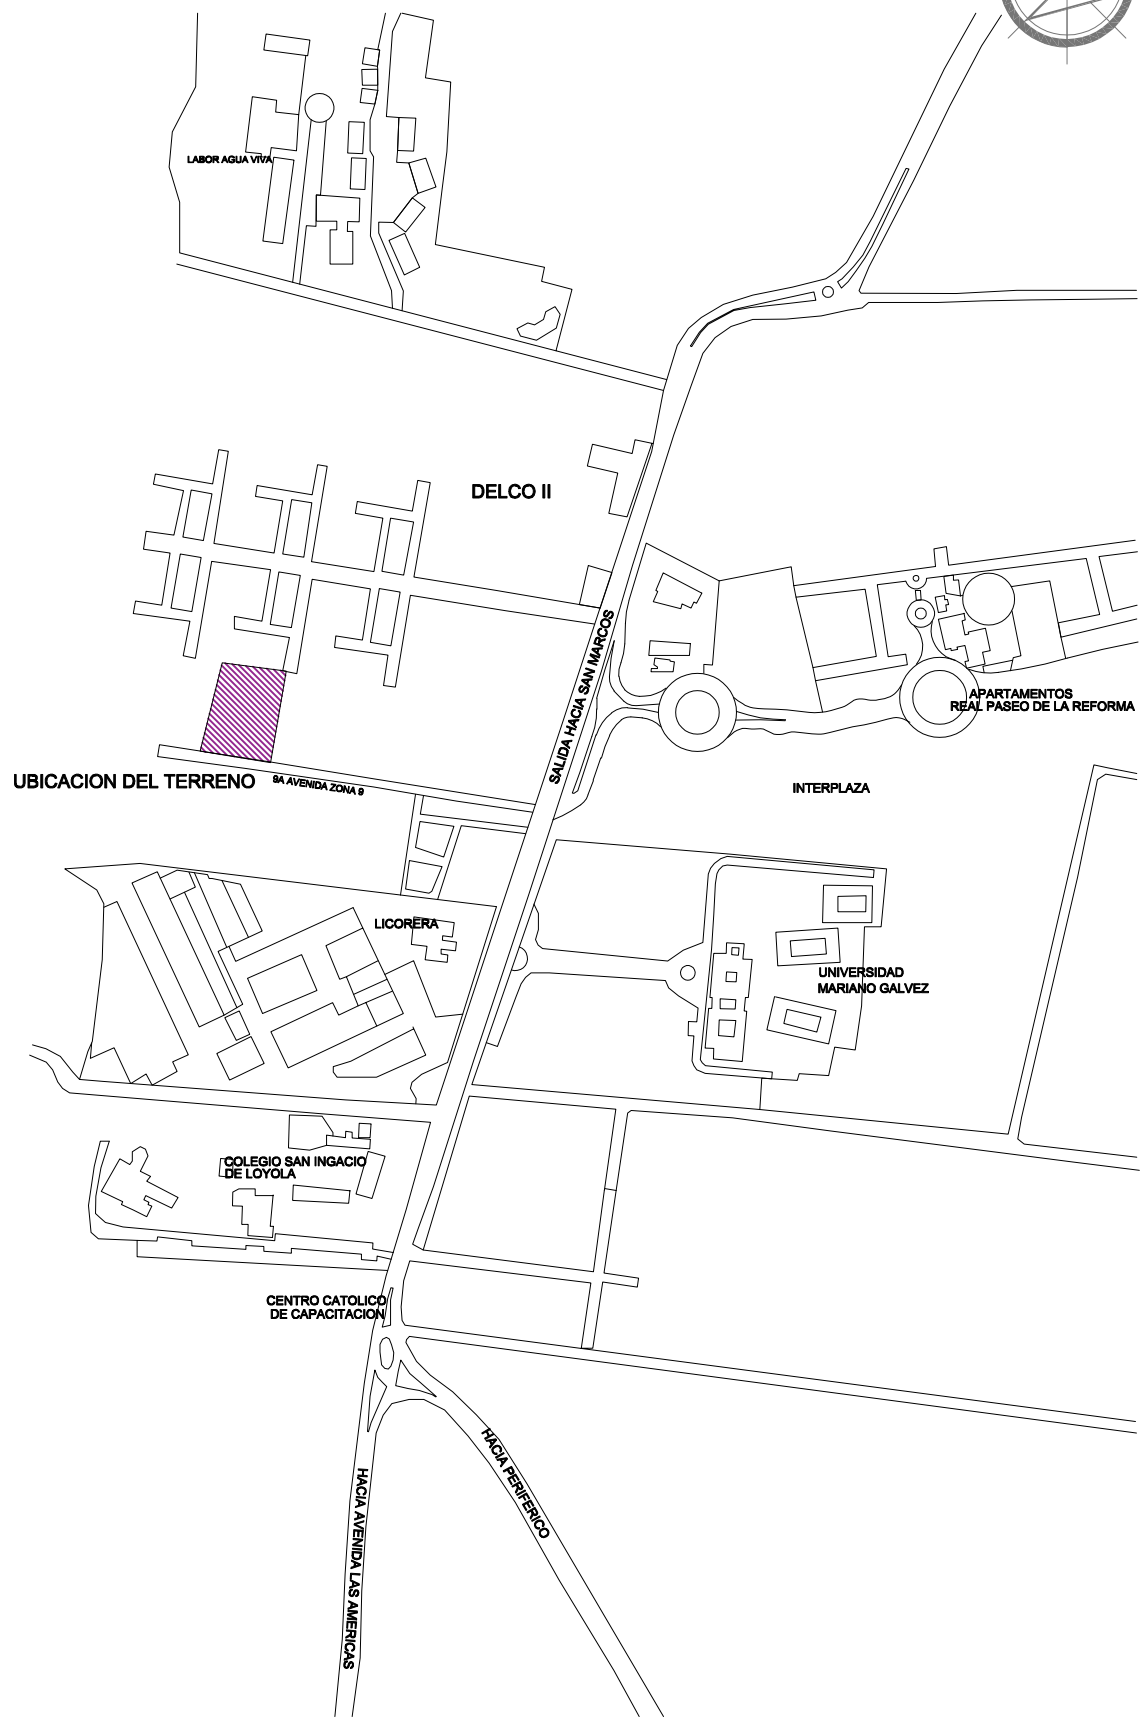 LABOR AGUA VIVA
DELCO II
SALIDA HACIA SAN MARCOS
APARTAMENTOS
REAL PASEO DE LA REFORMA
UBICACION DEL TERRENO
9A AVENIDA ZONA 9
INTERPLAZA
LICORERA
UNIVERSIDAD
MARIANO GALVEZ
COLEGIO SAN INGACIO
DE LOYOLA
CENTRO CATOLICO
DE CAPACITACION
HACIA PERIFERICO
HACIA AVENIDA LAS AMERICAS